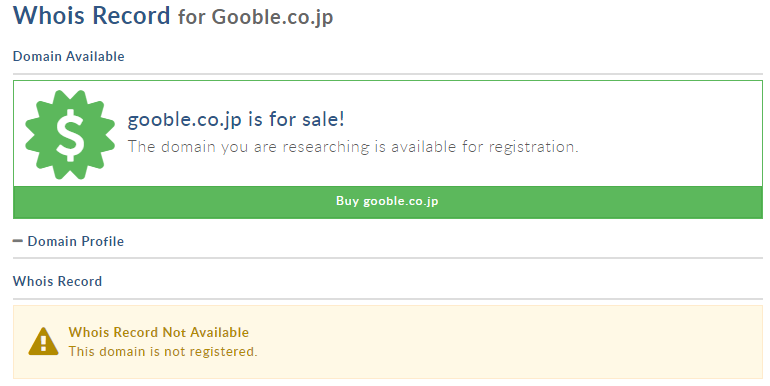 Whois Record for Gooble.co.jp
Domain Available
$
gooble.co.jp is for sale!
The domain you are researching is available for registration.
Buy gooble.co.jp
Domain Profile
Whois Record
Whois Record Not Available
This domain is not registered.